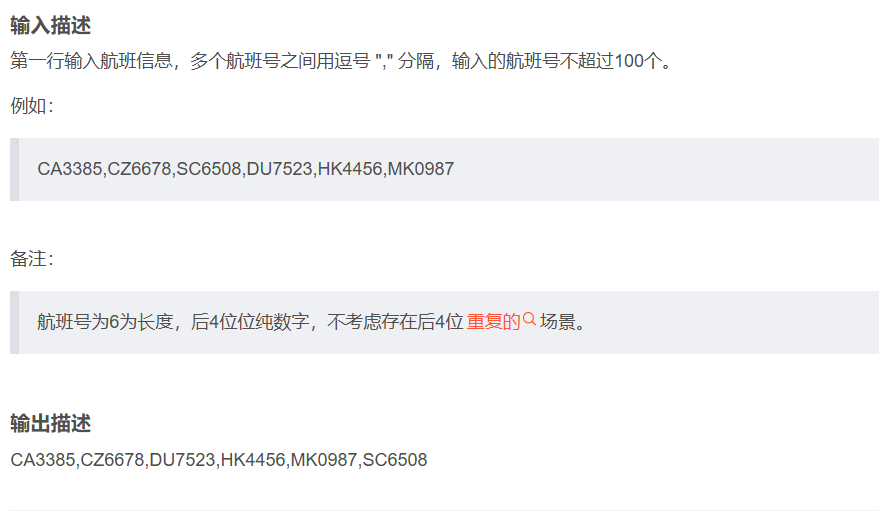 输入描述
第一行输入航班信息，多个航班号之间用逗号 "," 分隔，输入的航班号不超过100个。
例如：
CA3385,CZ6678,SC6508,DU7523,HK4456,MK0987
备注：
航班号为6为长度，后4位位纯数字，不考虑存在后4位重复的场景。
输出描述
CA3385,CZ6678,DU7523,HK4456,MK0987,SC6508